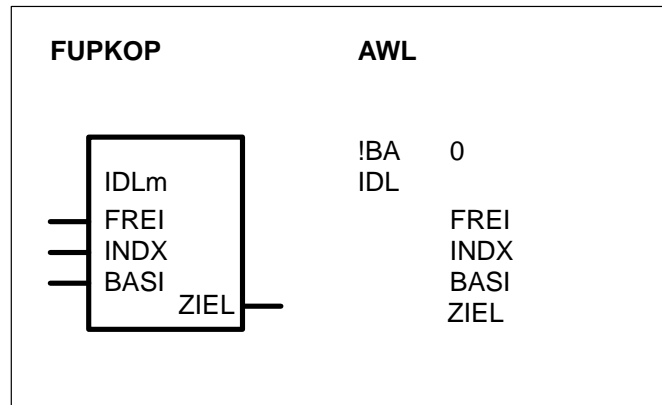 FUPKOP AWL
!BA 0
IDLm IDL
FREI FREI
INDX INDX
BASI BASI
ZIEL ZIEL